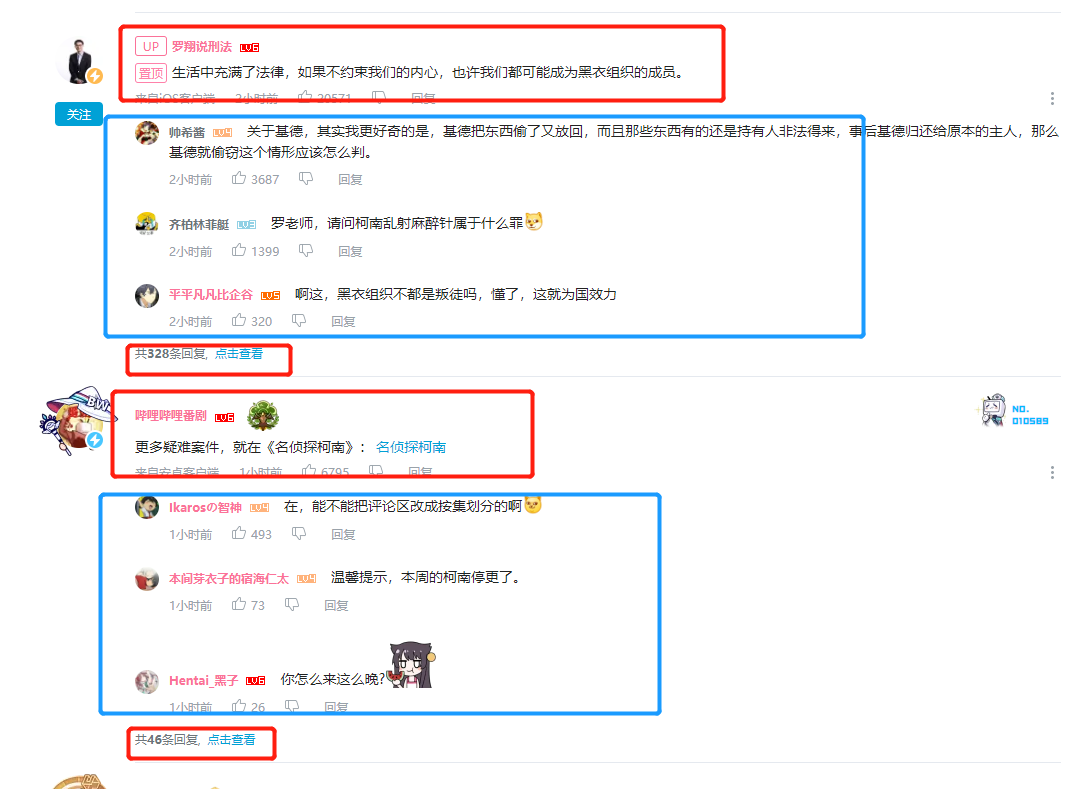 UP 罗翔说刑法 LV6
置顶 生活中充满了法律，如果不约束我们的内心，也许我们都可能成为黑衣组织的成员。
来自iOS客户端 2小时前 20571 回复
关注
帅希酱 LV4 关于基德，其实我更好奇的是，基德把东西偷了又放回，而且那些东西有的还是持有人非法得来，事后基德归还给原本的主人，那么
基德就偷窃这个情形应该怎么判。
2小时前 3687 回复
齐柏林菲艇 LV3 罗老师，请问柯南乱射麻醉针属于什么罪
2小时前 1399 回复
平平凡凡比企谷 LV5 啊这，黑衣组织不都是叛徒吗，懂了，这就为国效力
2小时前 320 回复
共328条回复，点击查看
哔哩哔哩番剧 LV6
NO.
010589
更多疑难案件，就在《名侦探柯南》： 名侦探柯南
来自安卓客户端 1小时前 6795 回复
Ikarosの智神 LV4 在，能不能把评论区改成按集划分的啊
1小时前 493 回复
本间芽衣子的宿海仁太 LV4 温馨提示，本周的柯南停更了。
1小时前 73 回复
Hentai_黑子 LV6 你怎么来这么晚?
1小时前 26 回复
共46条回复，点击查看